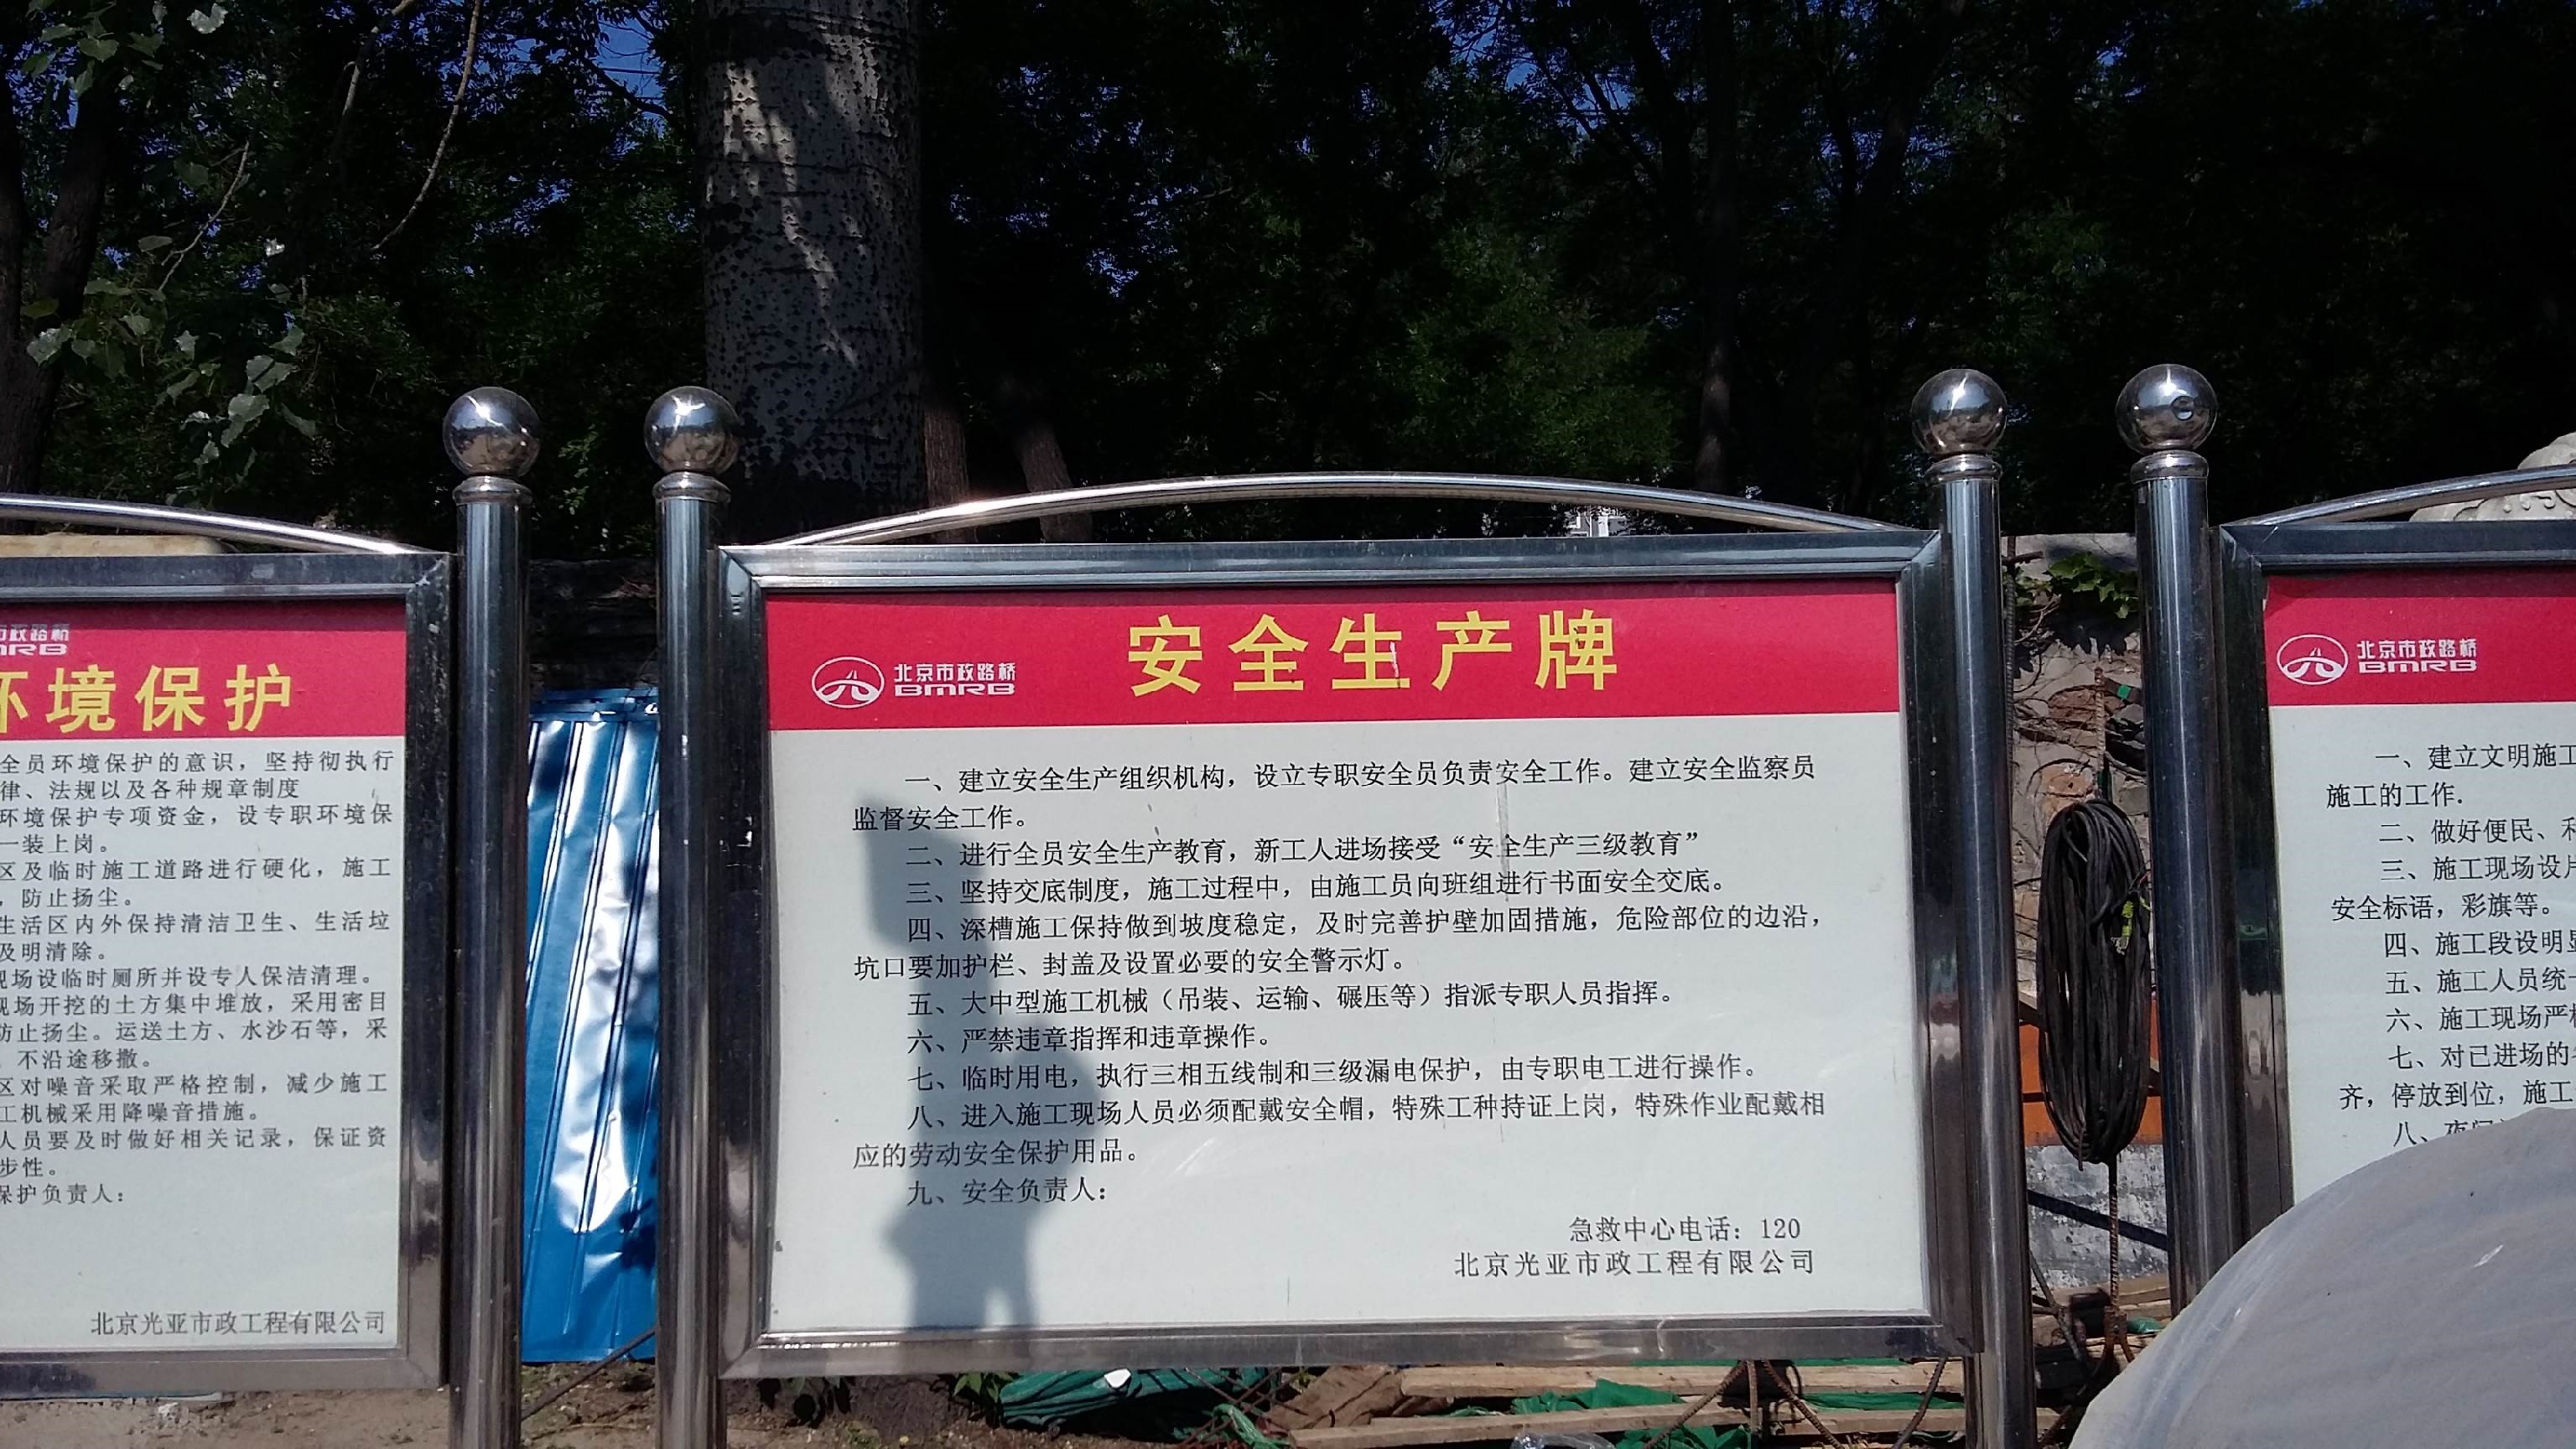 市政路桥
MRB
环境保护
全员环境保护的意识，坚持彻执行
律、法规以及各种规章制度
环境保护专项资金，设专职环境保
一装上岗。
区及临时施工道路进行硬化，施工
，防止扬尘。
生活区内外保持清洁卫生、生活垃
及明清除。
现场设临时厕所并设专人保洁清理。
现场开挖的土方集中堆放，采用密目
防止扬尘。运送土方、水沙石等，采
不沿途移撒。
区对噪音采取严格控制，减少施工
工机械采用降噪音措施。
人员要及时做好相关记录，保证资
步性。
保护负责人：
北京光亚市政工程有限公司
北京市政路桥
BMRB
安全生产牌
一、建立安全生产组织机构，设立专职安全员负责安全工作。建立安全监察员
监督安全工作。
二、进行全员安全生产教育，新工人进场接受“安全生产三级教育”
三、坚持交底制度，施工过程中，由施工员向班组进行书面安全交底。
四、深槽施工保持做到坡度稳定，及时完善护壁加固措施，危险部位的边沿，
坑口要加护栏、封盖及设置必要的安全警示灯。
五、大中型施工机械（吊装、运输、碾压等）指派专职人员指挥。
六、严禁违章指挥和违章操作。
七、临时用电，执行三相五线制和三级漏电保护，由专职电工进行操作。
八、进入施工现场人员必须配戴安全帽，特殊工种持证上岗，特殊作业配戴相
应的劳动安全保护用品。
九、安全负责人：
急救中心电话：120
北京光亚市政工程有限公司
北京市政路桥
BMRB
一、建立文明施工
施工的工作.
二、做好便民、利
三、施工现场设片
安全标语，彩旗等。
四、施工段设明显
五、施工人员统一
六、施工现场严格
七、对已进场的
齐，停放到位，施工
八、夜间